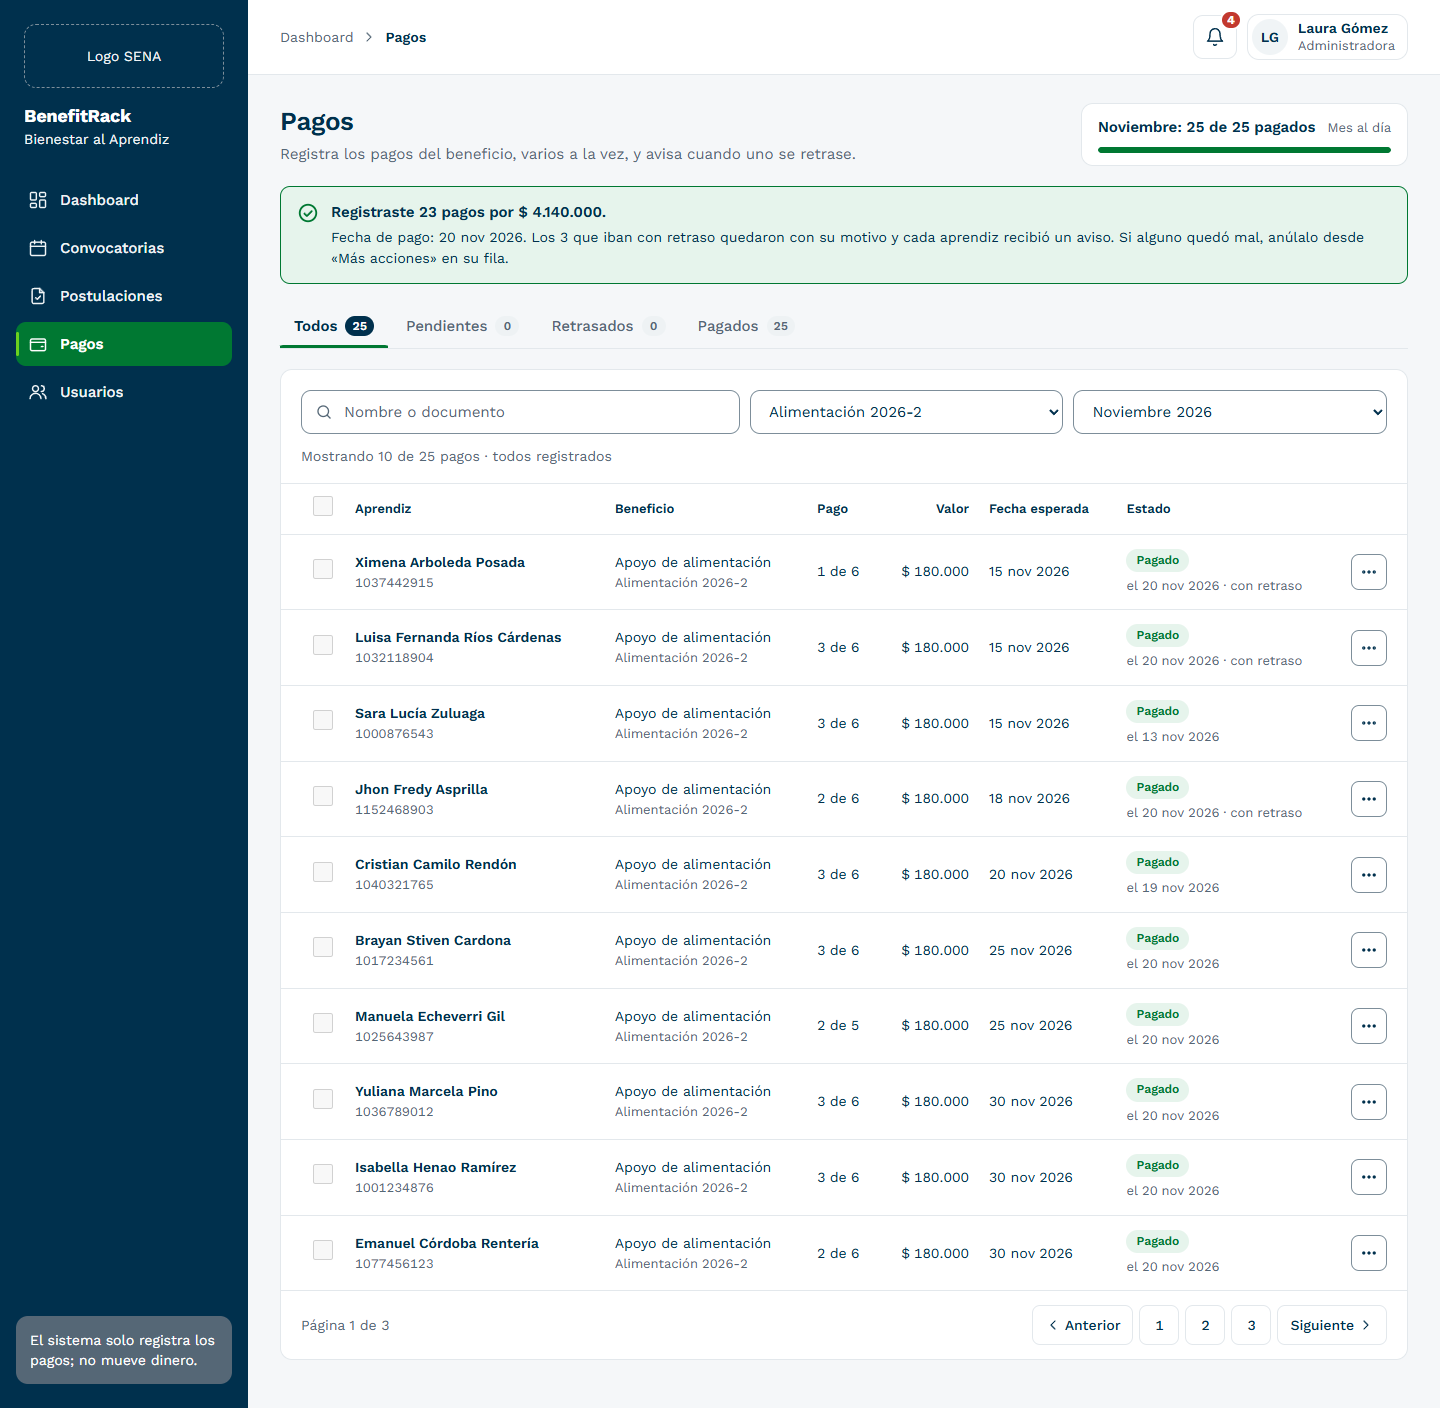 Logo SENA
BenefitRack
Bienestar al Aprendiz
Dashboard
Convocatorias
Postulaciones
Pagos
Usuarios
El sistema solo registra los
pagos; no mueve dinero.
Dashboard > Pagos
4
LG
Laura Gómez
Administradora
Pagos
Registra los pagos del beneficio, varios a la vez, y avisa cuando uno se retrase.
Noviembre: 25 de 25 pagados Mes al día
Registraste 23 pagos por $ 4.140.000.
Fecha de pago: 20 nov 2026. Los 3 que iban con retraso quedaron con su motivo y cada aprendiz recibió un aviso. Si alguno quedó mal, anúlalo desde
«Más acciones» en su fila.
Todos 25 Pendientes 0 Retrasados 0 Pagados 25
Nombre o documento
Alimentación 2026-2
Noviembre 2026
Mostrando 10 de 25 pagos · todos registrados
Aprendiz Beneficio Pago Valor Fecha esperada Estado
Ximena Arboleda Posada Apoyo de alimentación 1 de 6 $ 180.000 15 nov 2026 Pagado
1037442915 Alimentación 2026-2 el 20 nov 2026 · con retraso
Luisa Fernanda Ríos Cárdenas Apoyo de alimentación 3 de 6 $ 180.000 15 nov 2026 Pagado
1032118904 Alimentación 2026-2 el 20 nov 2026 · con retraso
Sara Lucía Zuluaga Apoyo de alimentación 3 de 6 $ 180.000 15 nov 2026 Pagado
1000876543 Alimentación 2026-2 el 13 nov 2026
Jhon Fredy Asprilla Apoyo de alimentación 2 de 6 $ 180.000 18 nov 2026 Pagado
1152468903 Alimentación 2026-2 el 20 nov 2026 · con retraso
Cristian Camilo Rendón Apoyo de alimentación 3 de 6 $ 180.000 20 nov 2026 Pagado
1040321765 Alimentación 2026-2 el 19 nov 2026
Brayan Stiven Cardona Apoyo de alimentación 3 de 6 $ 180.000 25 nov 2026 Pagado
1017234561 Alimentación 2026-2 el 20 nov 2026
Manuela Echeverri Gil Apoyo de alimentación 2 de 5 $ 180.000 25 nov 2026 Pagado
1025643987 Alimentación 2026-2 el 20 nov 2026
Yuliana Marcela Pino Apoyo de alimentación 3 de 6 $ 180.000 30 nov 2026 Pagado
1036789012 Alimentación 2026-2 el 20 nov 2026
Isabella Henao Ramírez Apoyo de alimentación 3 de 6 $ 180.000 30 nov 2026 Pagado
1001234876 Alimentación 2026-2 el 20 nov 2026
Emanuel Córdoba Rentería Apoyo de alimentación 2 de 6 $ 180.000 30 nov 2026 Pagado
1077456123 Alimentación 2026-2 el 20 nov 2026
Página 1 de 3 Anterior 1 2 3 Siguiente